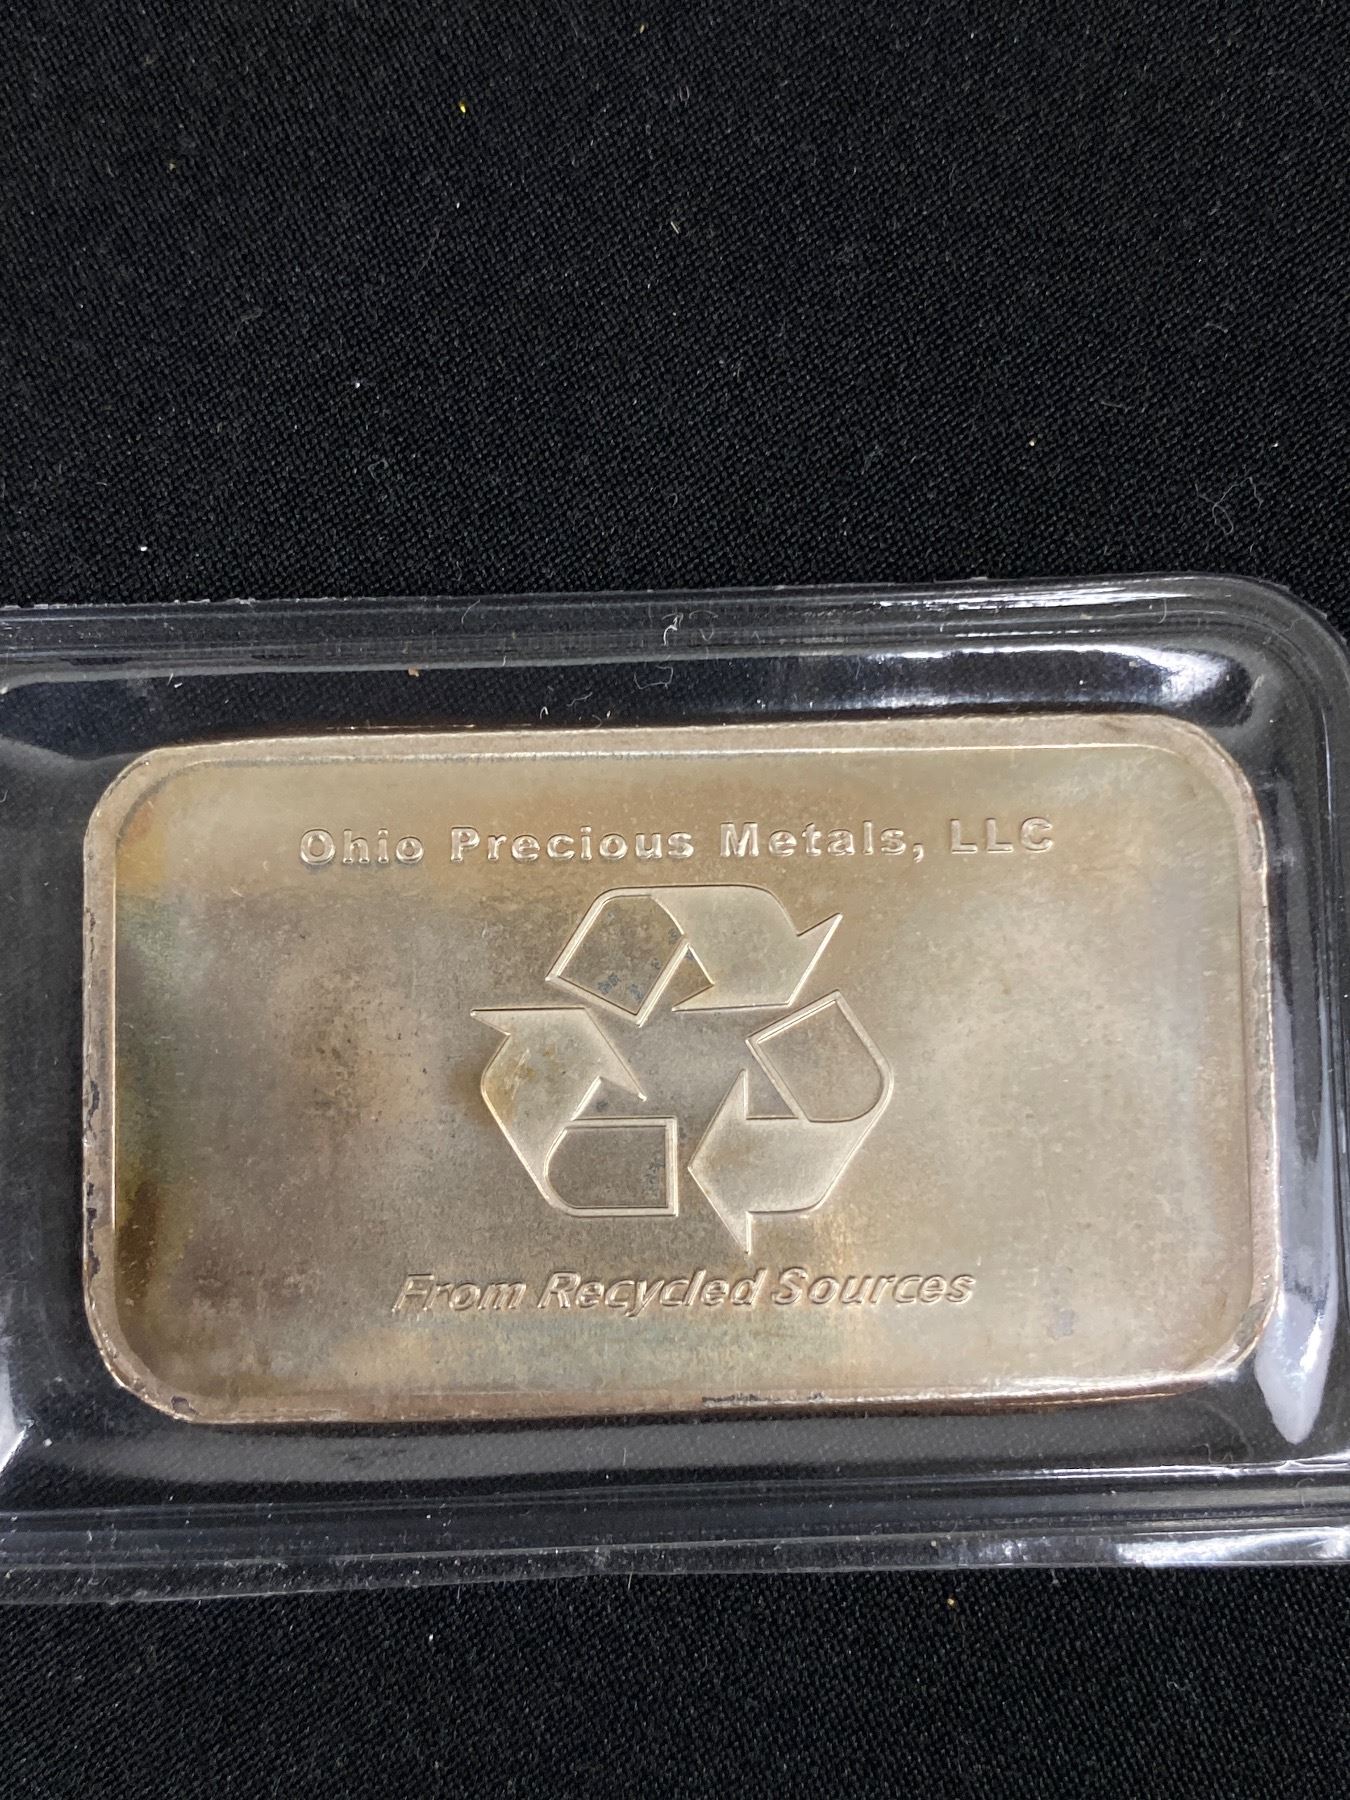 Ohio Precious Metals, LLC
From Recycled Sources